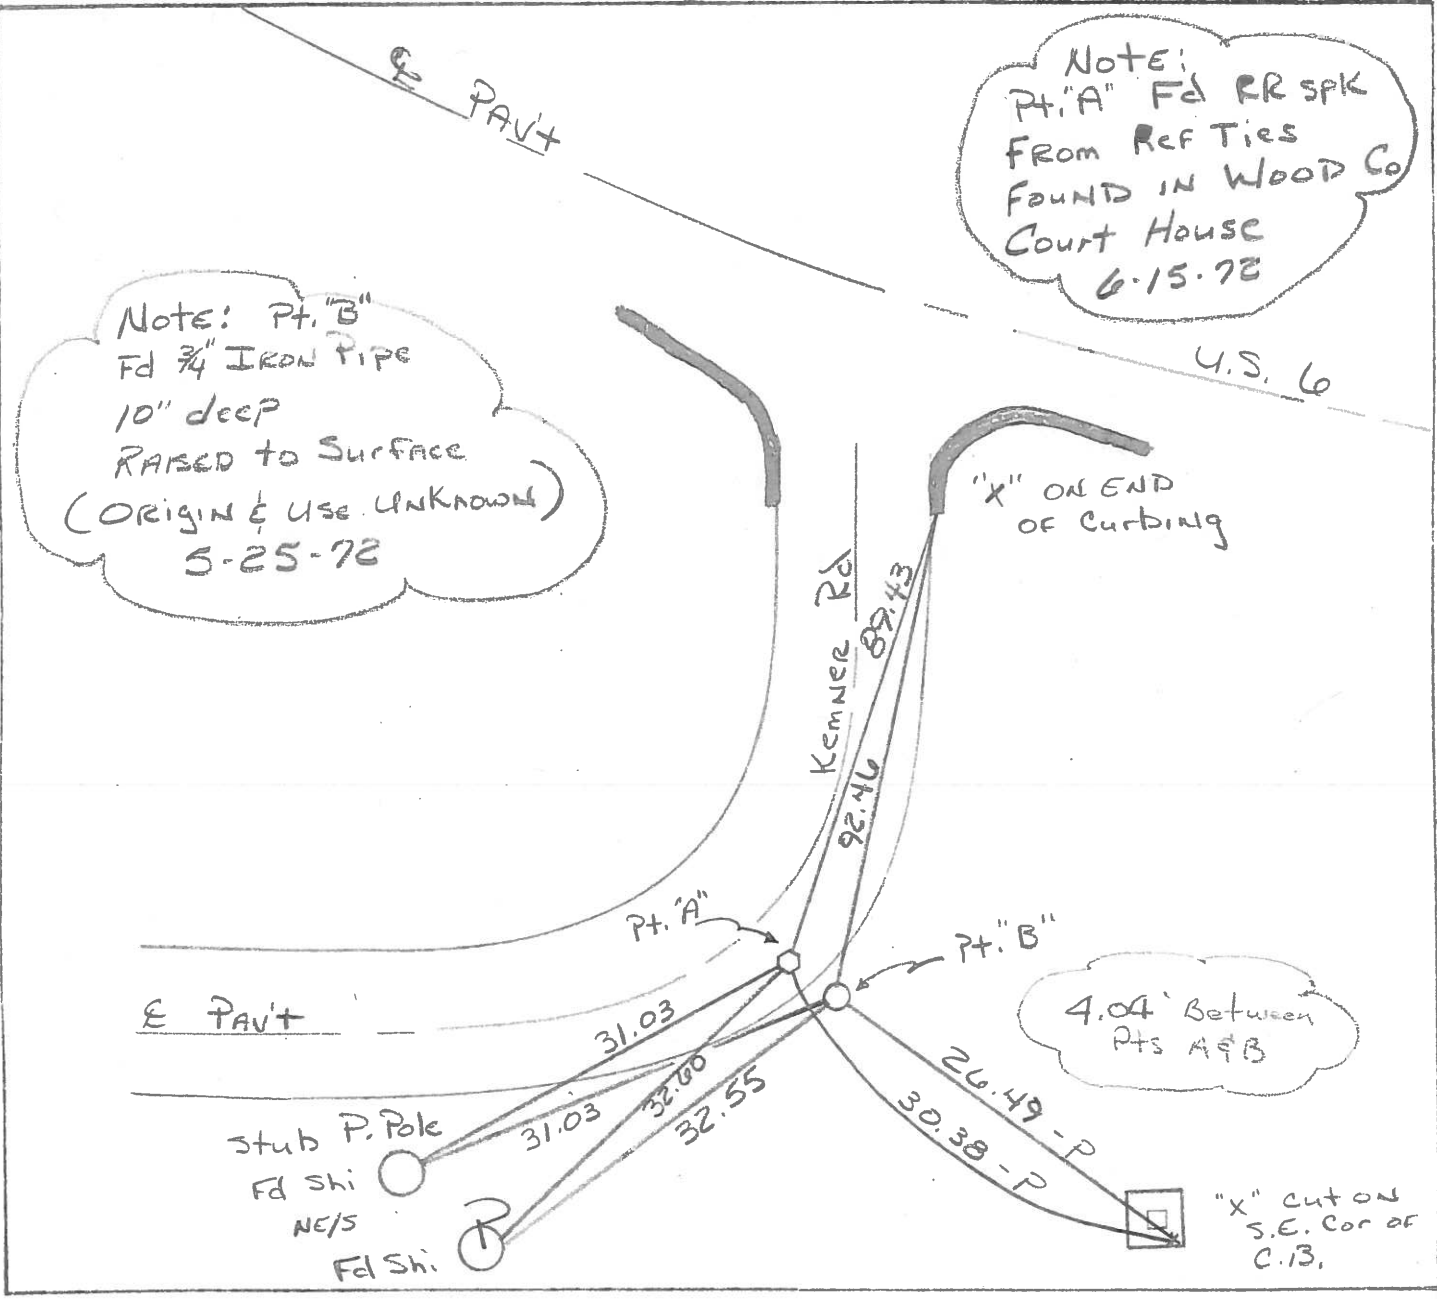 ℄ PAV't
Note:
Pt. "A" Fd RR spk
From Ref Ties
Found in Wood Co
Court House
6-15-72
U.S. 6
Note: Pt. "B"
Fd 3/4" Iron Pipe
10" deep
Raised to Surface
(Origin & Use Unknown)
5-25-72
"X" on End
of Curbing
Kemner Rd
87.43
92.46
Pt. "A"
Pt. "B"
℄ PAV't
4.04' Between
Pts A & B
31.03
31.03
32.60
32.55
26.49 - P
30.38 - P
Stub P. Pole
Fd Shi
NE/S
P
Fd Shi
"X" cut on
S.E. Cor of
C.B.